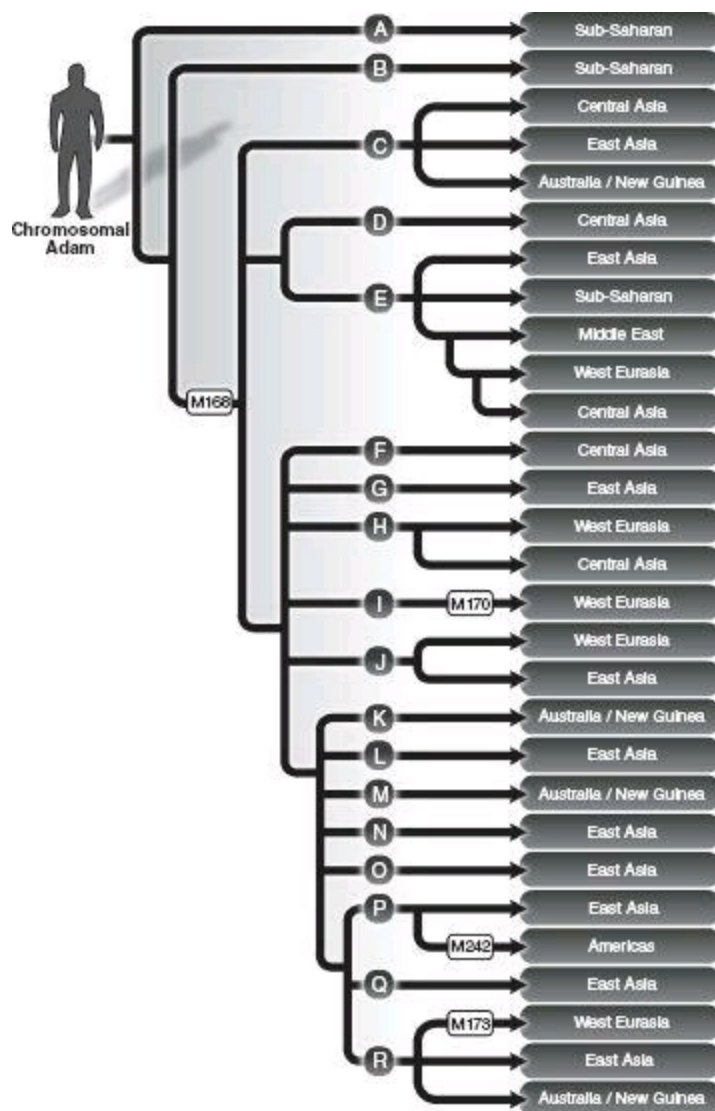 A Sub-Saharan
B Sub-Saharan
Central Asia
C East Asia
Australia / New Guinea
Chromosomal
Adam
D Central Asia
East Asia
E Sub-Saharan
Middle East
West Eurasia
M168
Central Asia
F Central Asia
G East Asia
H West Eurasia
Central Asia
I M170 West Eurasia
West Eurasia
J
East Asia
K Australia / New Guinea
L East Asia
M Australia / New Guinea
N East Asia
O East Asia
P East Asia
M242 Americas
Q East Asia
M173 West Eurasia
R East Asia
Australia / New Guinea